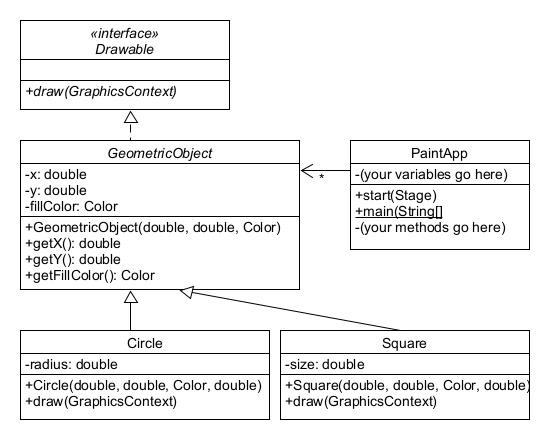 «interface»
Drawable
+draw(GraphicsContext)
GeometricObject
-x: double
-y: double
-fillColor: Color
+GeometricObject(double, double, Color)
+getX(): double
+getY(): double
+getFillColor(): Color
*
PaintApp
-(your variables go here)
+start(Stage)
+main(String[]
-(your methods go here)
Circle
-radius: double
+Circle(double, double, Color, double)
+draw(GraphicsContext)
Square
-size: double
+Square(double, double, Color, double)
+draw(GraphicsContext)